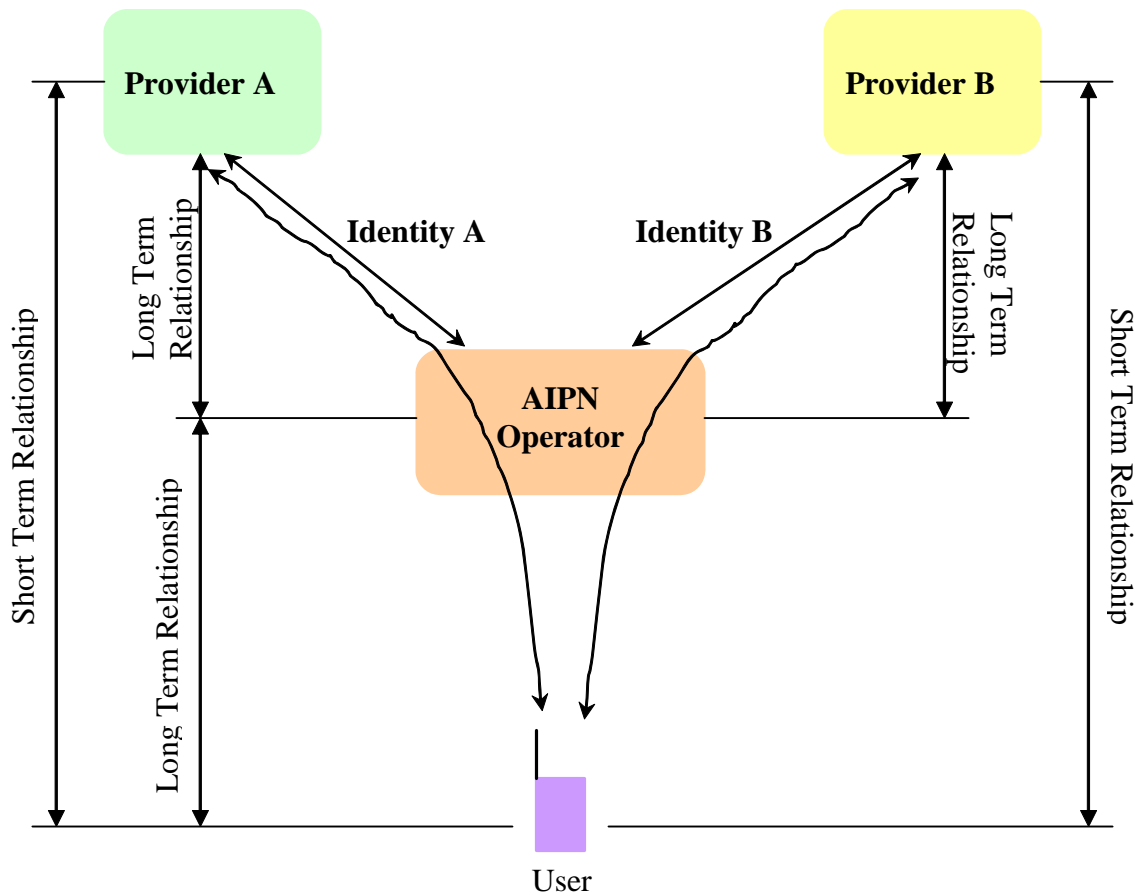 Provider A
Provider B
Identity A
Identity B
Long Term
Relationship
Long Term
Relationship
Short Term Relationship
Short Term Relationship
AIPN
Operator
Long Term Relationship
User